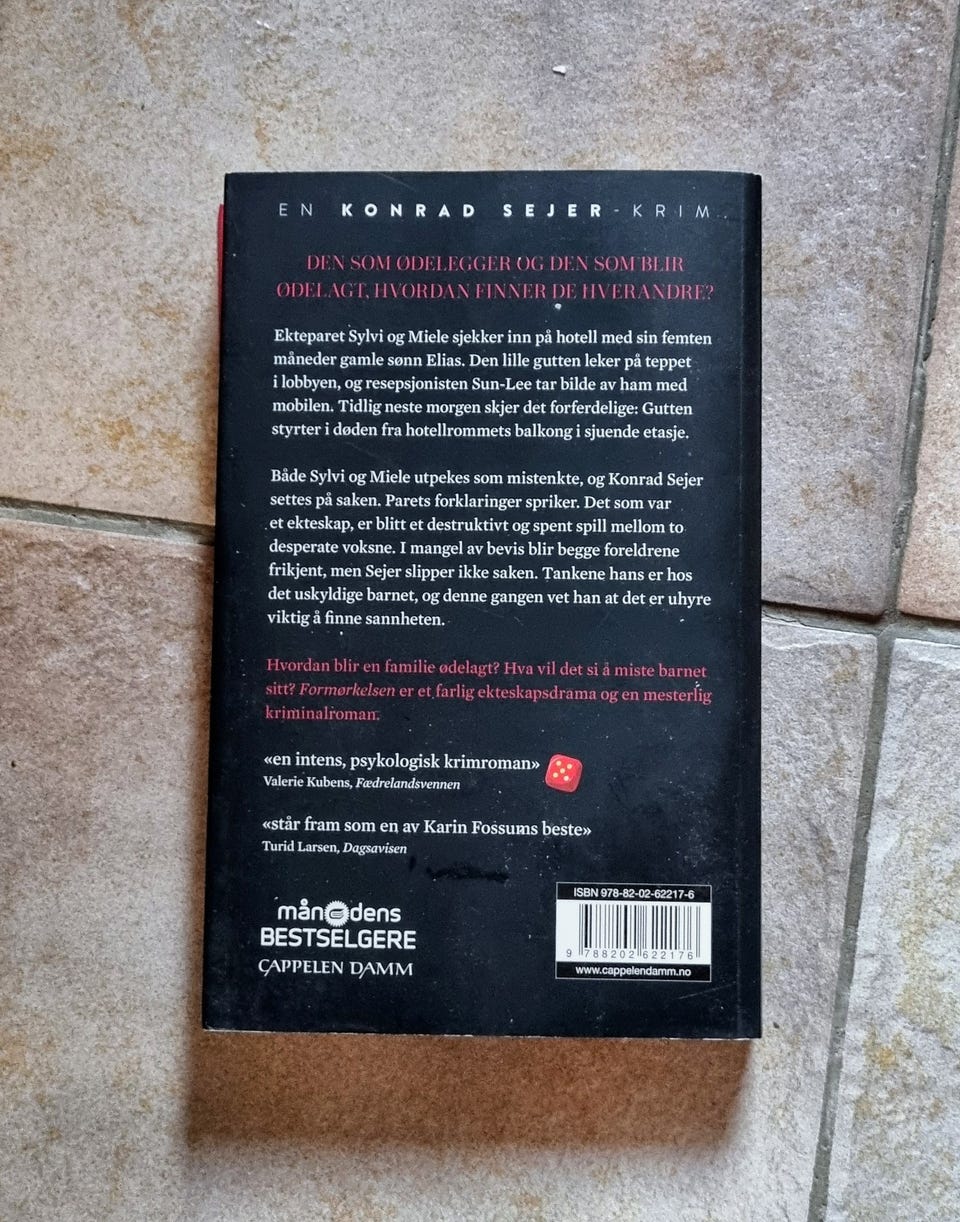 EN KONRAD SEJER-KRIM
DEN SOM ØDELEGGER OG DEN SOM BLIR
ØDELAGT, HVORDAN FINNER DE HVERANDRE?
Ekteparet Sylvi og Miele sjekker inn på hotell med sin femten
måneder gamle sønn Elias. Den lille gutten leker på teppet
i lobbyen, og resepsjonisten Sun-Lee tar bilde av ham med
mobilen. Tidlig neste morgen skjer det forferdelige: Gutten
styrter i døden fra hotellrommets balkong i sjuende etasje.
Både Sylvi og Miele utpekes som mistenkte, og Konrad Sejer
settes på saken. Parets forklaringer spriker. Det som var
et ekteskap, er blitt et destruktivt og spent spill mellom to
desperate voksne. I mangel av bevis blir begge foreldrene
frikjent, men Sejer slipper ikke saken. Tankene hans er hos
det uskyldige barnet, og denne gangen vet han at det er uhyre
viktig å finne sannheten.
Hvordan blir en familie ødelagt? Hva vil det si å miste barnet
sitt? Formørkelsen er et farlig ekteskapsdrama og en mesterlig
kriminalroman.
«en intens, psykologisk krimroman»
Valerie Kubens, Fædrelandsvennen
«står fram som en av Karin Fossums beste»
Turid Larsen, Dagsavisen
månedens
BESTSELGERE
CAPPELEN DAMM
ISBN 978-82-02-62217-6
9 788202 622176
www.cappelendamm.no